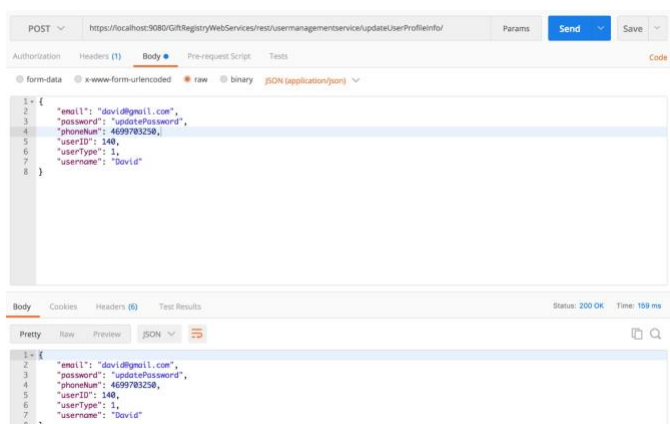 POST https://localhost:9080/GiftRegistryWebServices/rest/usermanagementservice/updateUserProfileInfo/ Params Send Save
Authorization Headers (1) Body Pre-request Script Tests Code
form-data x-www-form-urlencoded raw binary JSON (application/json)
1 {
2 "email": "david@gmail.com",
3 "password": "updatePassword",
4 "phoneNum": 4699703250,
5 "userID": 140,
6 "userType": 1,
7 "username": "David"
8 }
Body Cookies Headers (6) Test Results Status: 200 OK Time: 169 ms
Pretty Raw Preview JSON
1 {
2 "email": "david@gmail.com",
3 "password": "updatePassword",
4 "phoneNum": 4699703250,
5 "userID": 140,
6 "userType": 1,
7 "username": "David"
8 }